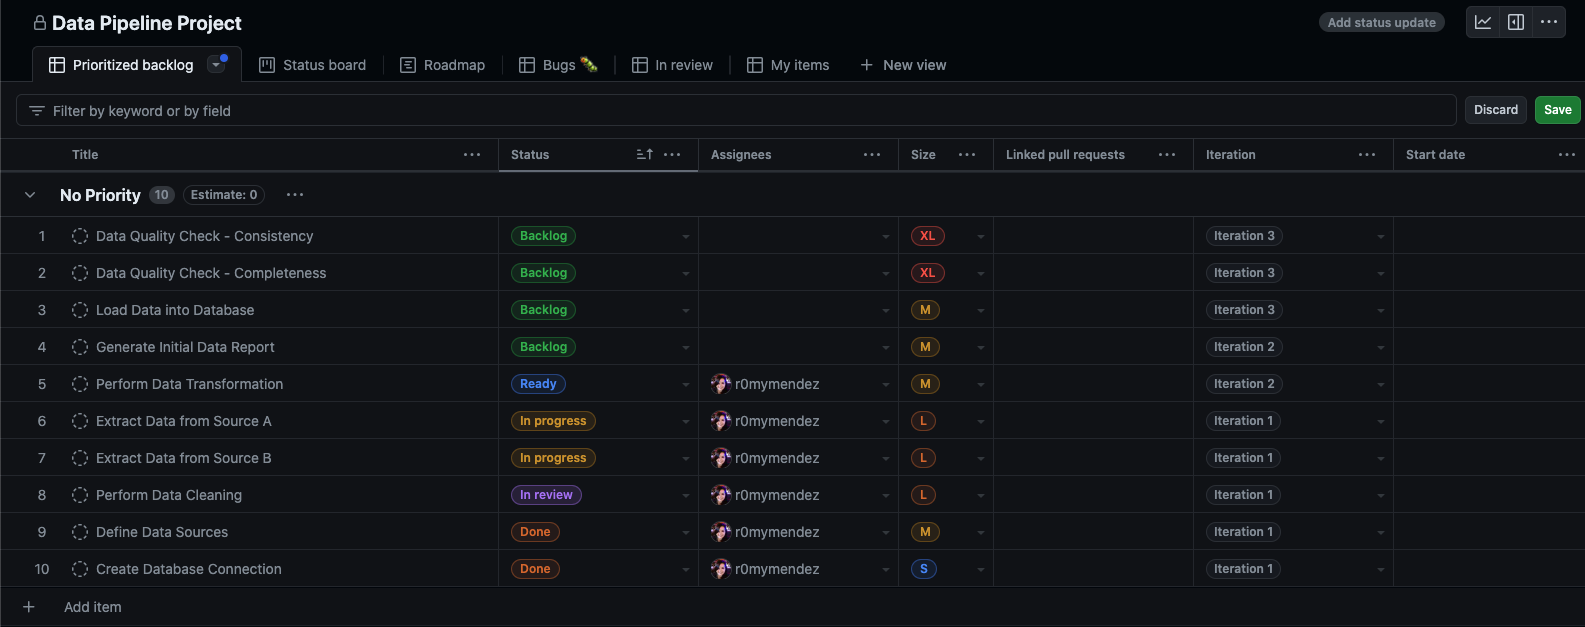 Data Pipeline Project
Add status update
Prioritized backlog Status board Roadmap Bugs In review My items New view
Filter by keyword or by field Discard Save
Title Status Assignees Size Linked pull requests Iteration Start date
No Priority 10 Estimate: 0
1 Data Quality Check - Consistency Backlog XL Iteration 3
2 Data Quality Check - Completeness Backlog XL Iteration 3
3 Load Data into Database Backlog M Iteration 3
4 Generate Initial Data Report Backlog M Iteration 2
5 Perform Data Transformation Ready r0mymendez M Iteration 2
6 Extract Data from Source A In progress r0mymendez L Iteration 1
7 Extract Data from Source B In progress r0mymendez L Iteration 1
8 Perform Data Cleaning In review r0mymendez L Iteration 1
9 Define Data Sources Done r0mymendez M Iteration 1
10 Create Database Connection Done r0mymendez S Iteration 1
Add item